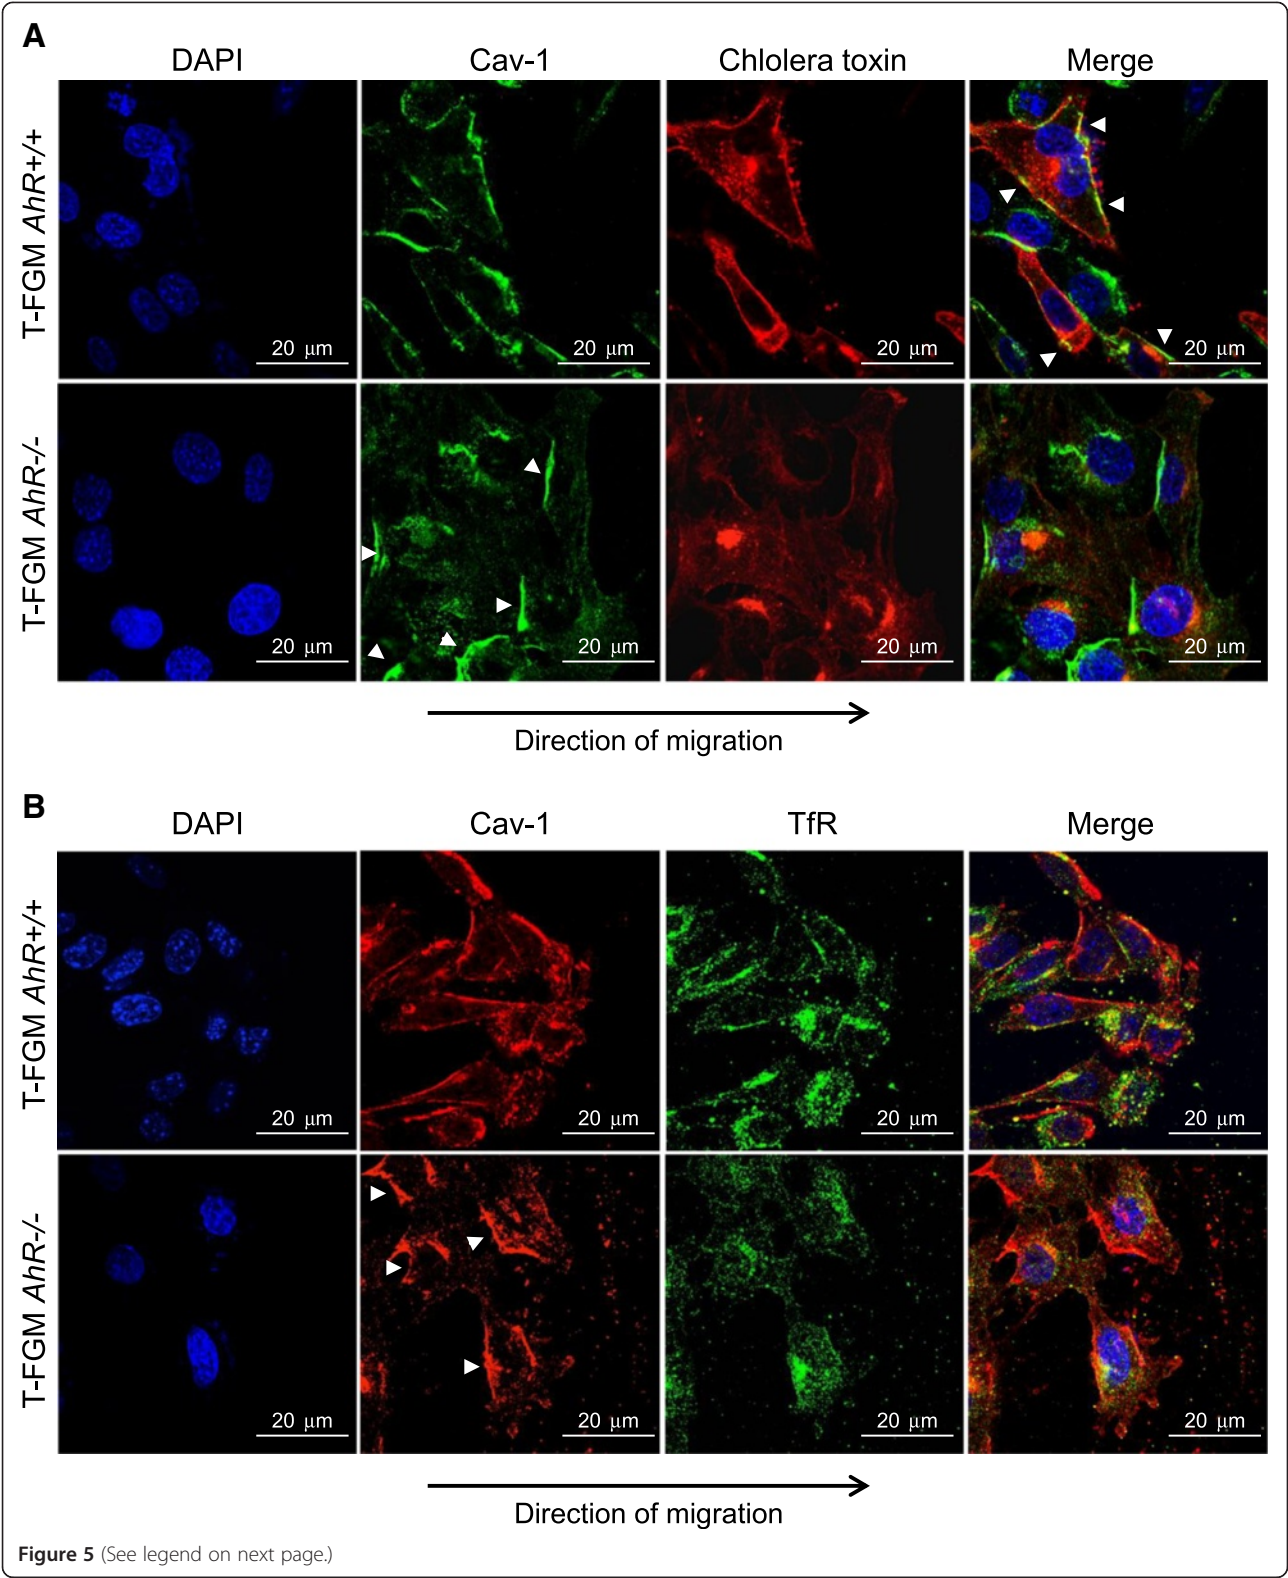 A
DAPI Cav-1 Chlolera toxin Merge
T-FGM AhR+/+
20 μm 20 μm 20 μm 20 μm
T-FGM AhR-/-
20 μm 20 μm 20 μm 20 μm
Direction of migration
B
DAPI Cav-1 TfR Merge
T-FGM AhR+/+
20 μm 20 μm 20 μm 20 μm
T-FGM AhR-/-
20 μm 20 μm 20 μm 20 μm
Direction of migration
Figure 5 (See legend on next page.)